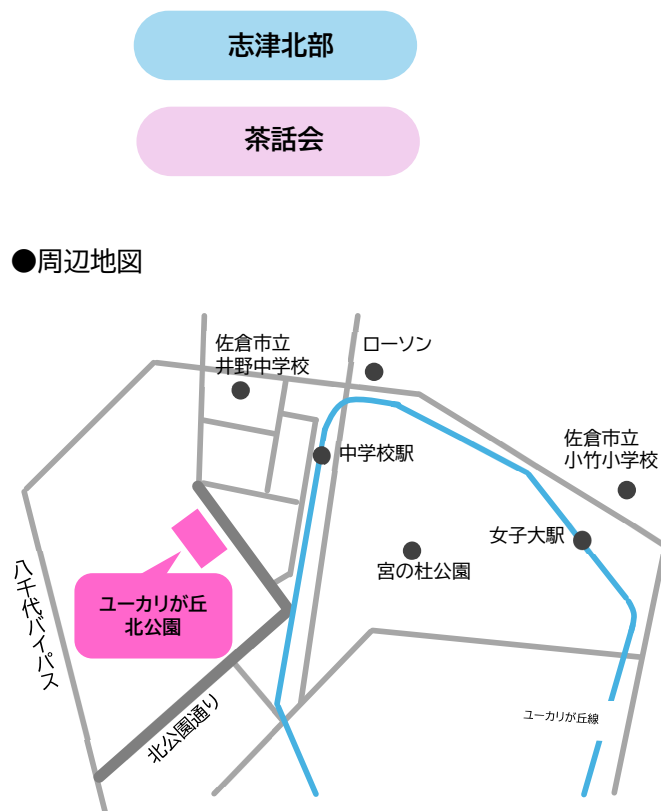 志津北部
茶話会
●周辺地図
佐倉市立
井野中学校
ローソン
中学校駅
佐倉市立
小竹小学校
女子大駅
宮の杜公園
八千代バイパス
ユーカリが丘
北公園
北公園通り
ユーカリが丘線